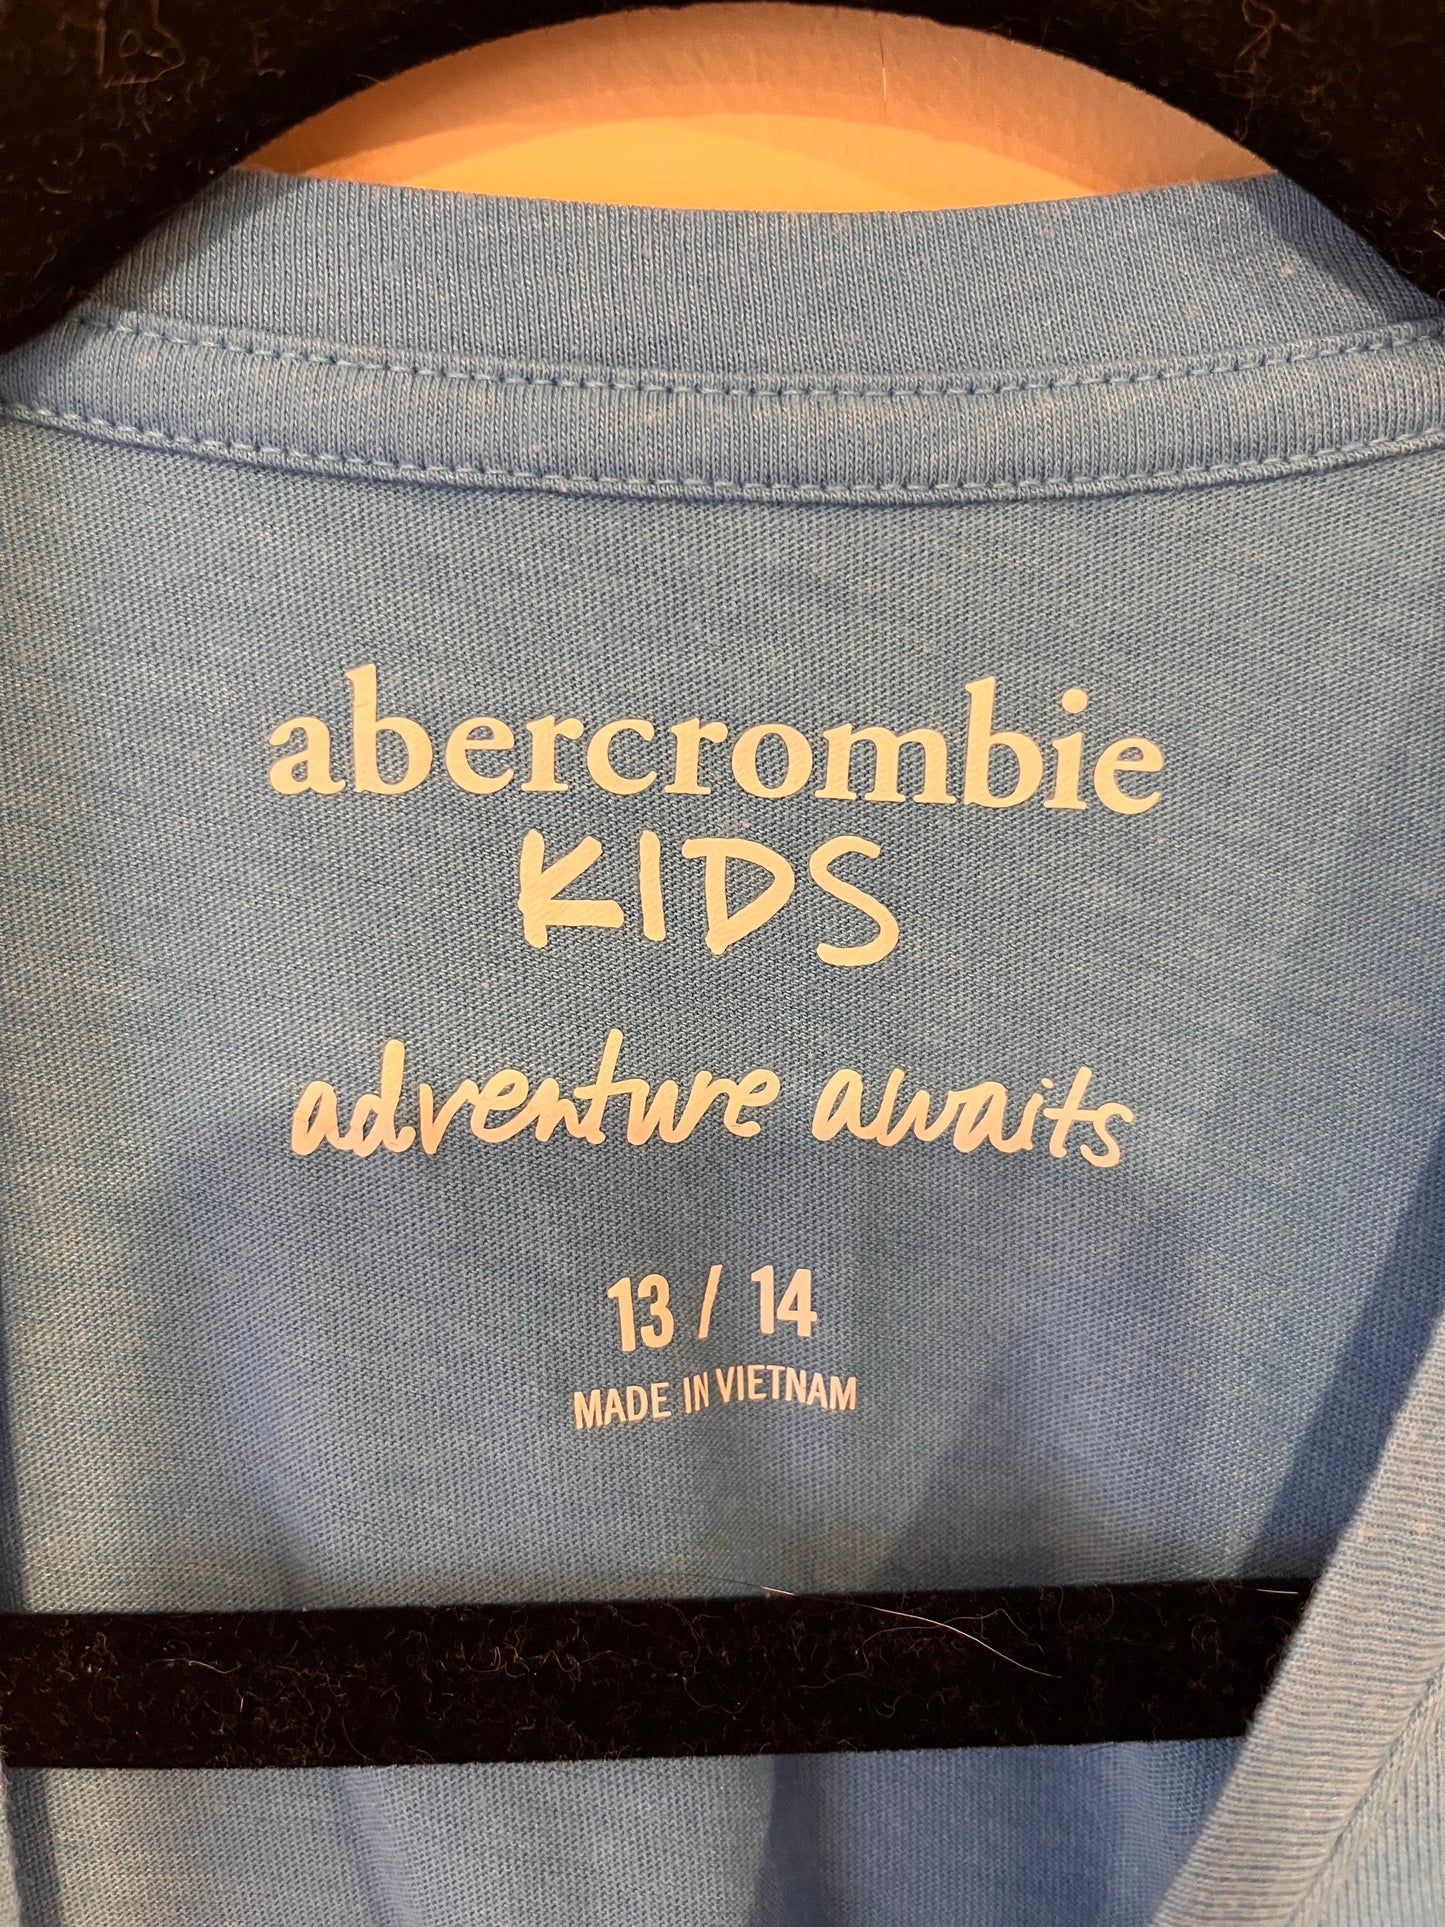 abercrombie
KIDS
adventure awaits
13 / 14
MADE IN VIETNAM